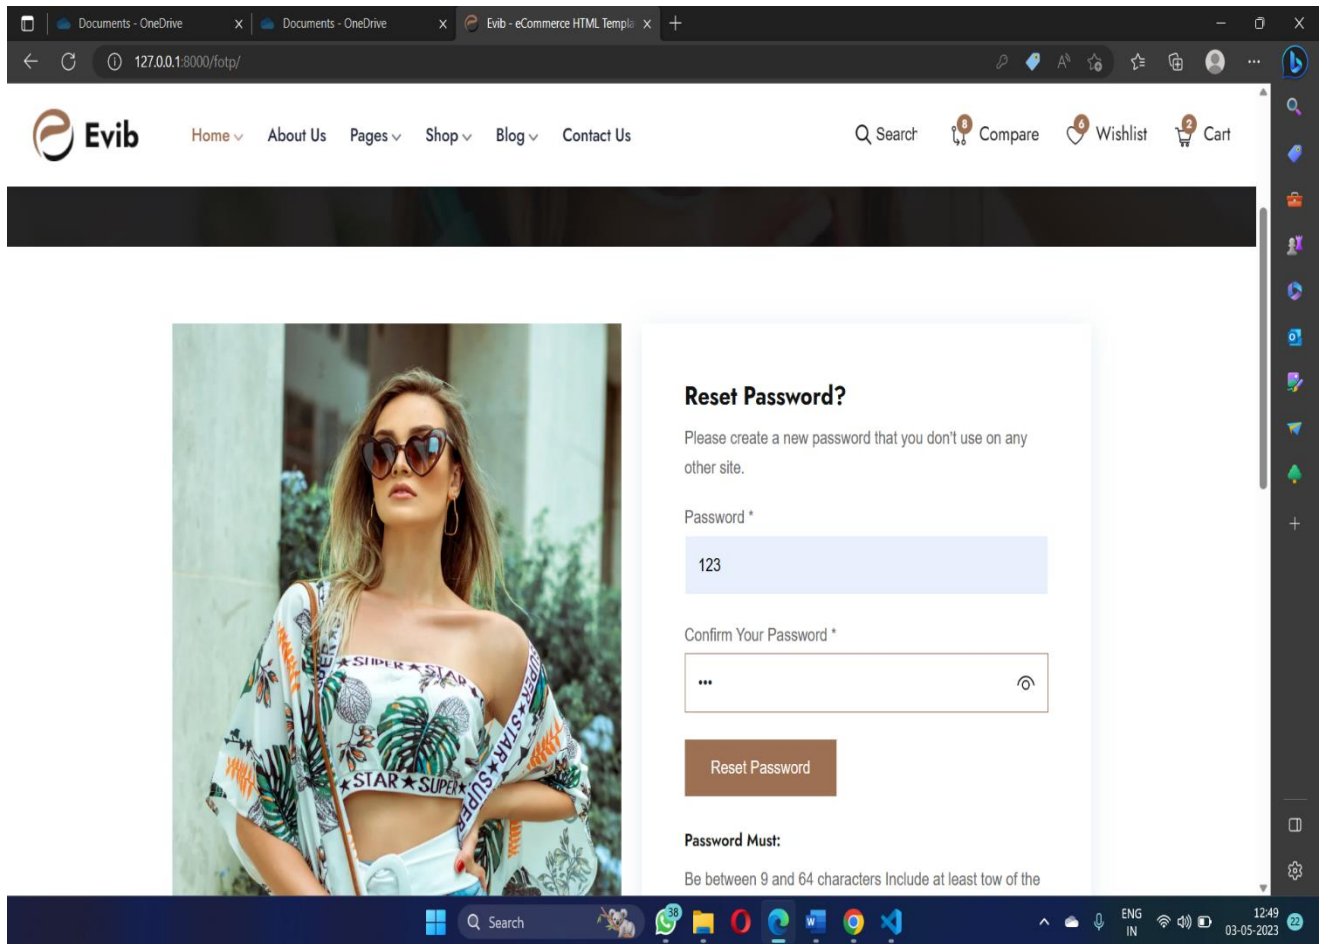 Documents - OneDrive
Documents - OneDrive
Evib - eCommerce HTML Templa
127.0.0.1:8000/fotp/
Evib
Home
About Us
Pages
Shop
Blog
Contact Us
Search
8
Compare
6
Wishlist
2
Cart
Reset Password?
Please create a new password that you don't use on any
other site.
Password *
123
Confirm Your Password *
•••
Reset Password
Password Must:
Be between 9 and 64 characters Include at least tow of the
★SUPER★STAR
SUPER★STAR★SUPER
★STAR★SUPER★
Search
38
ENG
IN
12:49
03-05-2023
22